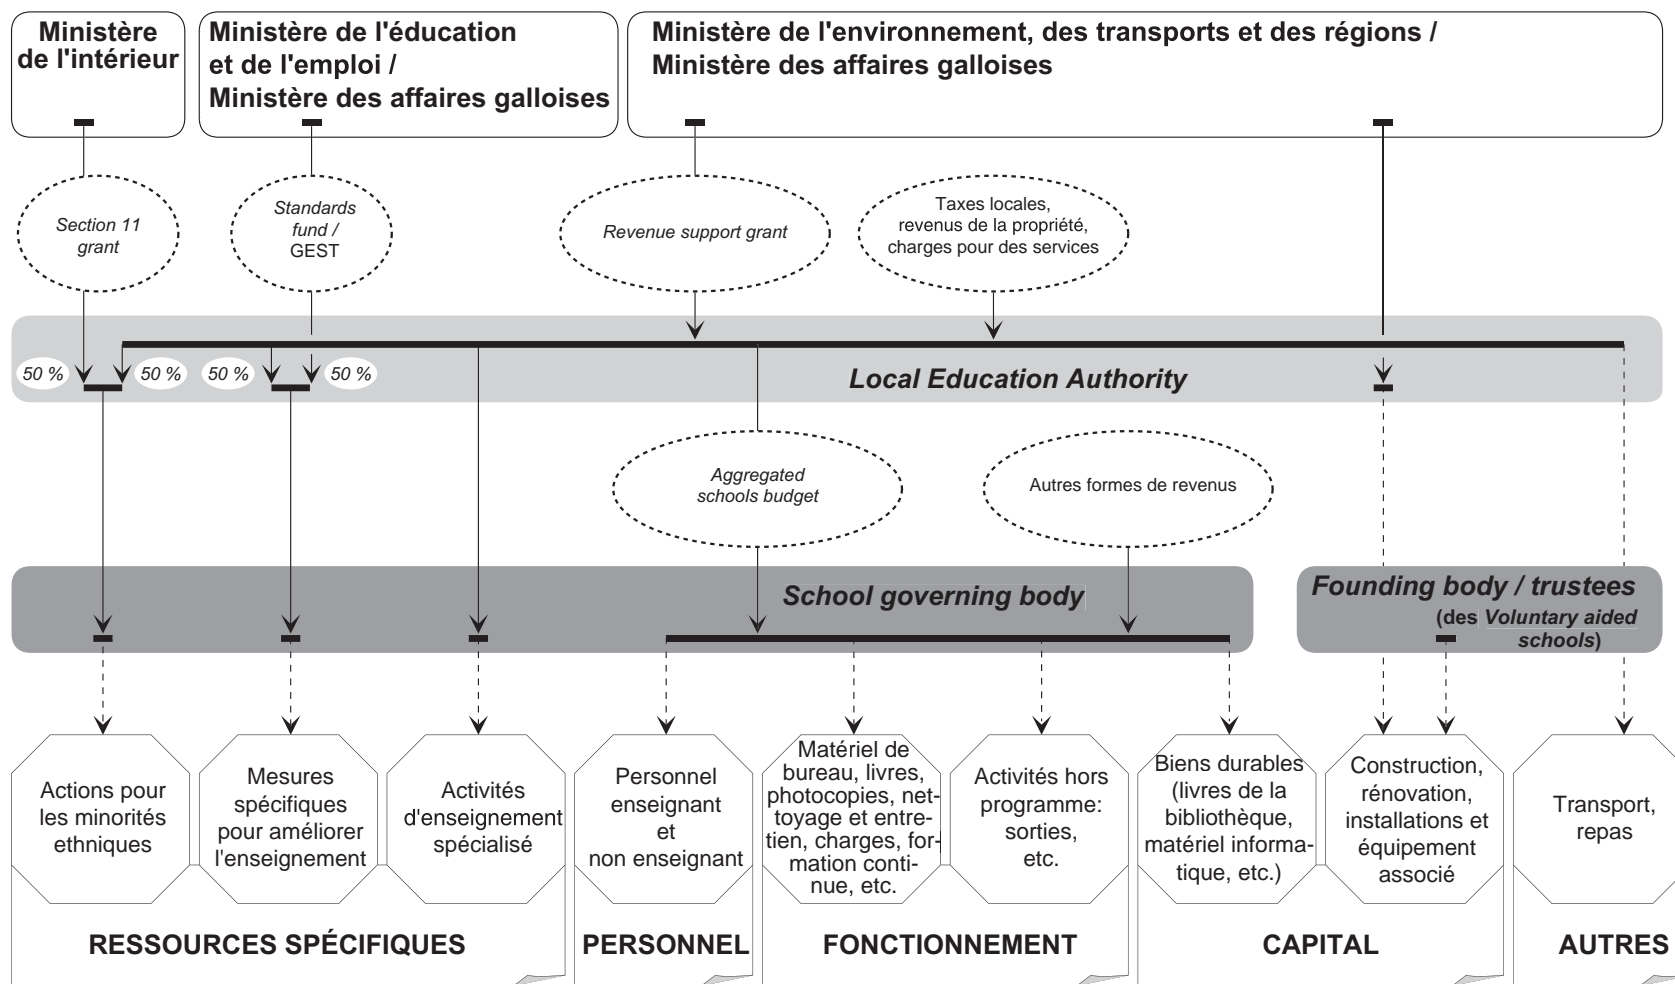 Ministère
de l'intérieur
Ministère de l'éducation
et de l'emploi /
Ministère des affaires galloises
Ministère de l'environnement, des transports et des régions /
Ministère des affaires galloises
Section 11
grant
Standards
fund /
GEST
Revenue support grant
Taxes locales,
revenus de la propriété,
charges pour des services
50 %
50 %
50 %
50 %
Local Education Authority
Aggregated
schools budget
Autres formes de revenus
School governing body
Founding body / trustees
(des Voluntary aided
schools)
Actions pour
les minorités
ethniques
Mesures
spécifiques
pour améliorer
l'enseignement
Activités
d'enseignement
spécialisé
Personnel
enseignant
et
non enseignant
Matériel de
bureau, livres,
photocopies, net-
toyage et entre-
tien, charges, for-
mation conti-
nue, etc.
Activités hors
programme:
sorties,
etc.
Biens durables
(livres de la
bibliothèque,
matériel informa-
tique, etc.)
Construction,
rénovation,
installations et
équipement
associé
Transport,
repas
RESSOURCES SPÉCIFIQUES
PERSONNEL
FONCTIONNEMENT
CAPITAL
AUTRES